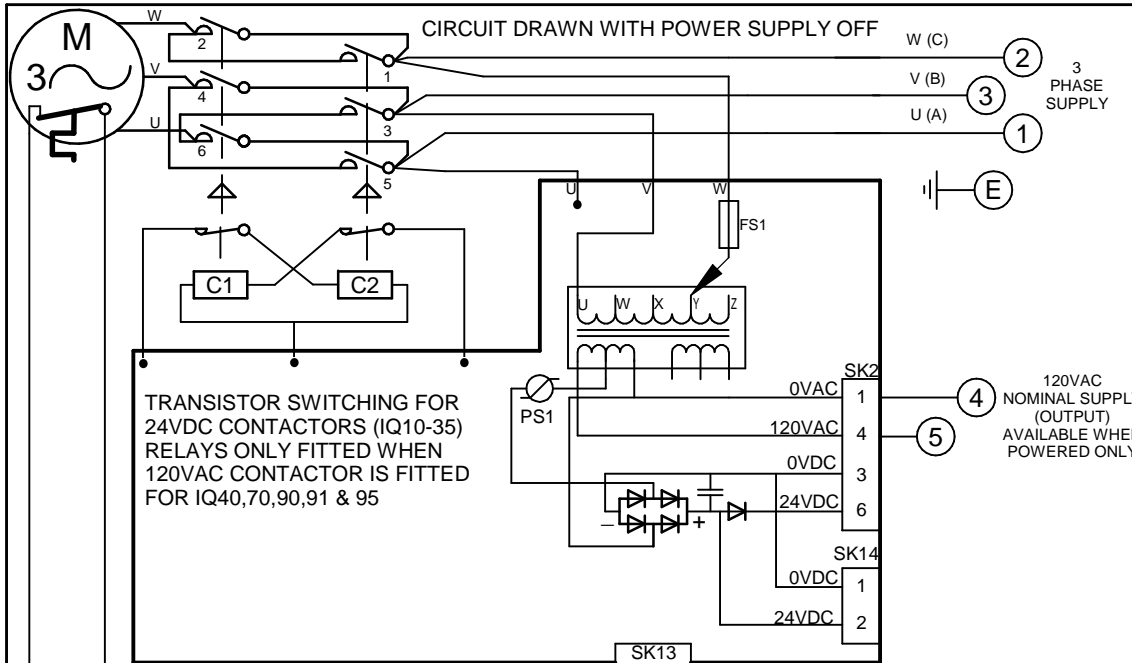 CIRCUIT DRAWN WITH POWER SUPPLY OFF
M
3
W
V
U
2
4
6
1
3
5
W (C)
V (B)
U (A)
2
3
1
3
PHASE
SUPPLY
E
U
V
W
FS1
C1
C2
U
W
X
Y
Z
PS1
TRANSISTOR SWITCHING FOR
24VDC CONTACTORS (IQ10-35)
RELAYS ONLY FITTED WHEN
120VAC CONTACTOR IS FITTED
FOR IQ40,70,90,91 & 95
SK2
0VAC
1
120VAC
4
0VDC
3
24VDC
6
4
5
120VAC
NOMINAL SUPPL
(OUTPUT)
AVAILABLE WHE
POWERED ONLY
− +
SK14
0VDC
1
24VDC
2
SK13